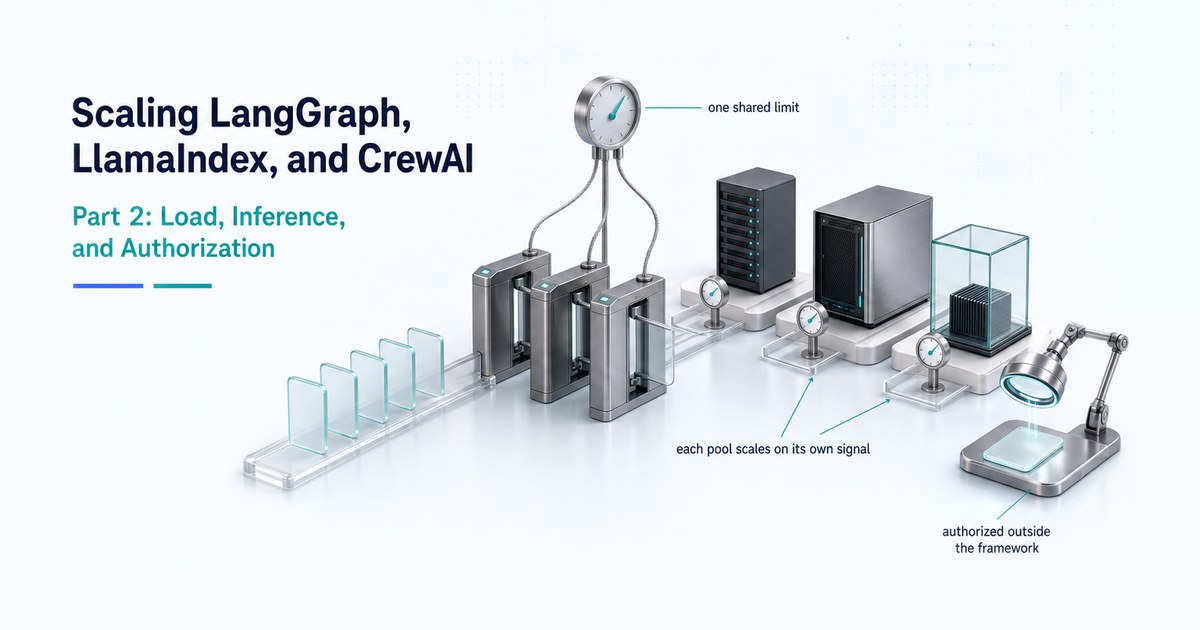 Scaling LangGraph,
LlamaIndex, and CrewAI
Part 2: Load, Inference,
and Authorization
one shared limit
each pool scales on its own signal
authorized outside
the framework